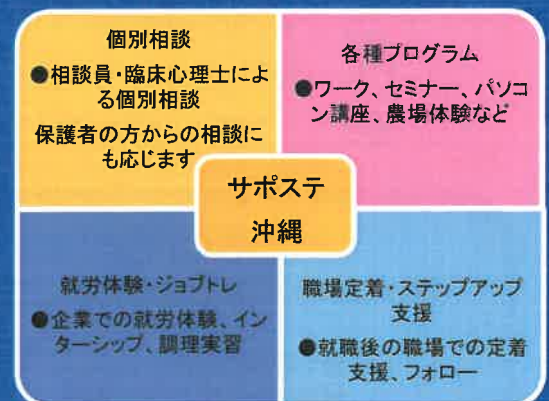 個別相談
●相談員・臨床心理士によ
る個別相談
保護者の方からの相談に
も応じます
各種プログラム
●ワーク、セミナー、パソコ
ン講座、農場体験など
サポステ
沖縄
就労体験・ジョブトレ
●企業での就労体験、イン
ターシップ、調理実習
職場定着・ステップアップ
支援
●就職後の職場での定着
支援、フォロー